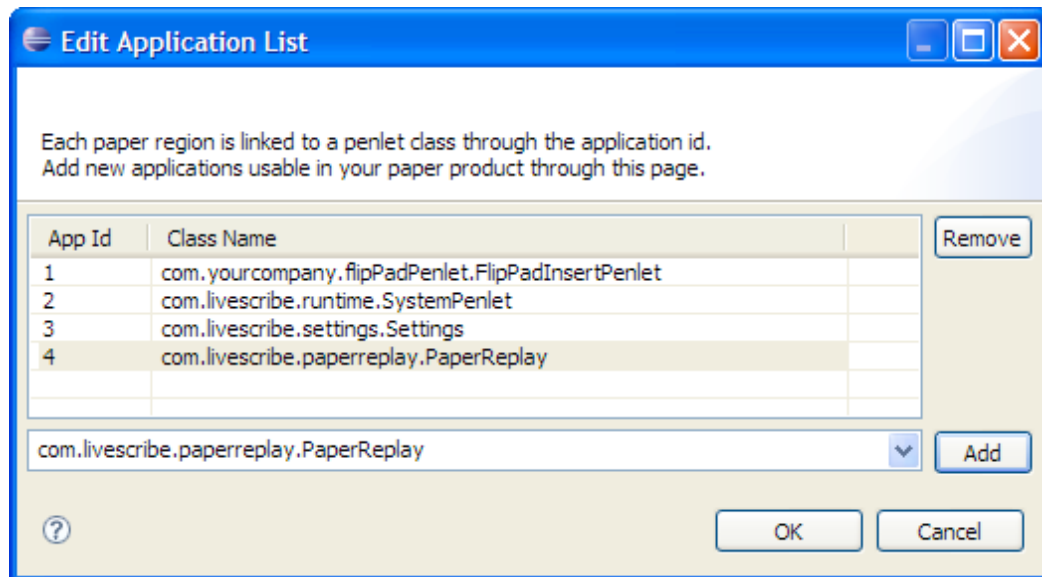 Edit Application List
Each paper region is linked to a penlet class through the application id.
Add new applications usable in your paper product through this page.
App Id Class Name
Remove
1 com.yourcompany.flipPadPenlet.FlipPadInsertPenlet
2 com.livescribe.runtime.SystemPenlet
3 com.livescribe.settings.Settings
4 com.livescribe.paperreplay.PaperReplay
com.livescribe.paperreplay.PaperReplay
Add
?
OK Cancel